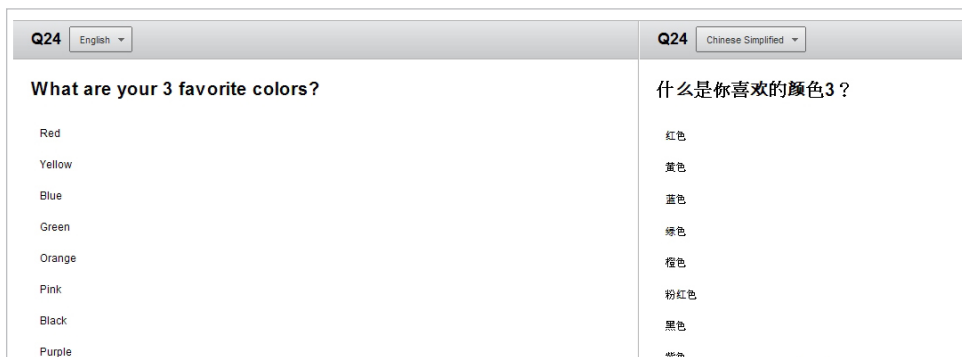 Q24 English
What are your 3 favorite colors?
Red
Yellow
Blue
Green
Orange
Pink
Black
Purple
Q24 Chinese Simplified
什么是你喜欢的颜色3？
红色
黄色
蓝色
绿色
橙色
粉红色
黑色
紫色